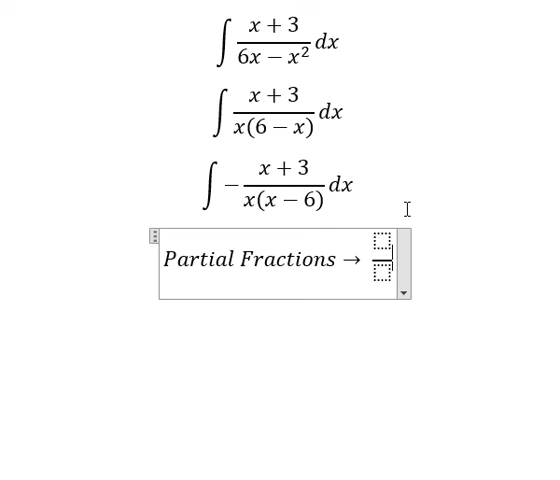 ∫ (x + 3)/(6x − x²) dx
∫ (x + 3)/(x(6 − x)) dx
∫ − (x + 3)/(x(x − 6)) dx
Partial Fractions →